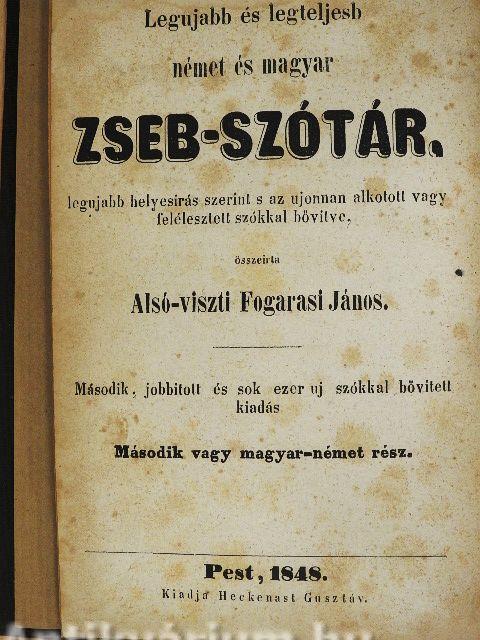 Legujabb és legteljesb
német és magyar
ZSEB-SZÓTÁR,
legujabb helyesirás szerint s az ujonnan alkotott vagy
felélesztett szókkal bővitve,
összeirta
Alsó-viszti Fogarasi János.
Második, jobbitott és sok ezer uj szókkal bővitett
kiadás
Második vagy magyar-német rész.
Pest, 1848.
Kiadja Heckenast Gusztáv.